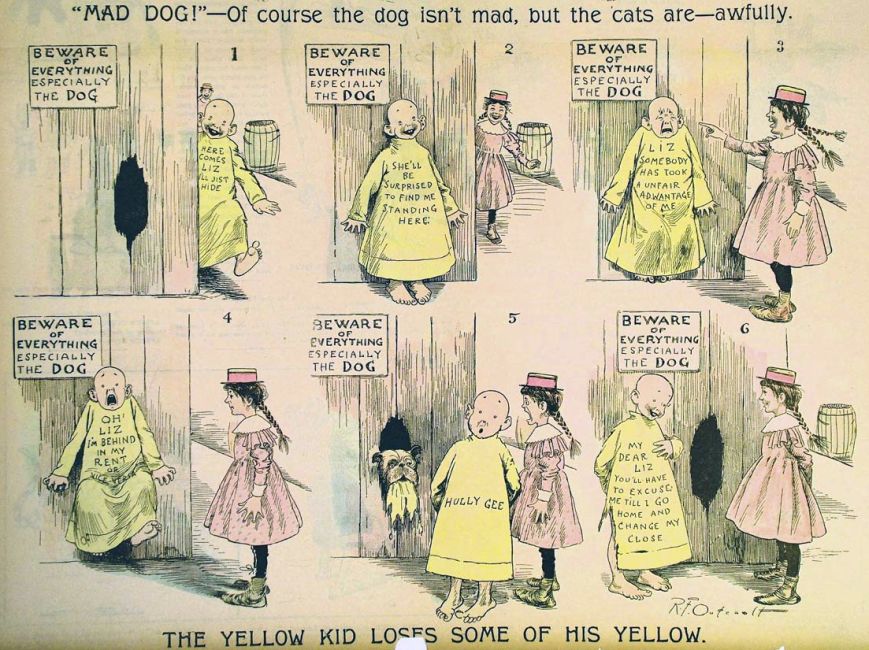 "MAD DOG!"—Of course the dog isn't mad, but the cats are—awfully.
1
BEWARE
OF
EVERYTHING
ESPECIALLY
THE DOG
HERE
COMES
LIZ
I'LL JIST
HIDE
2
BEWARE
OF
EVERYTHING
ESPECIALLY
THE DOG
SHE'LL
BE
SURPRISED
TO FIND ME
STANDING
HERE.
3
BEWARE
OF
EVERYTHING
ESPECIALLY
THE DOG
LIZ
SOMEBODY
HAS TOOK
A UNFAIR
ADVANTAGE
OF ME
4
BEWARE
OF
EVERYTHING
ESPECIALLY
THE DOG
OH!
LIZ
I'M BEHIND
IN MY
RENT
OR
VICE VERSA
5
BEWARE
OF
EVERYTHING
ESPECIALLY
THE DOG
HULLY GEE
6
BEWARE
OF
EVERYTHING
ESPECIALLY
THE DOG
MY
DEAR
LIZ
YOU'LL HAVE
TO EXCUSE
ME TILL I GO
HOME AND
CHANGE MY
CLOSE
R.F. Outcault
THE YELLOW KID LOSES SOME OF HIS YELLOW.